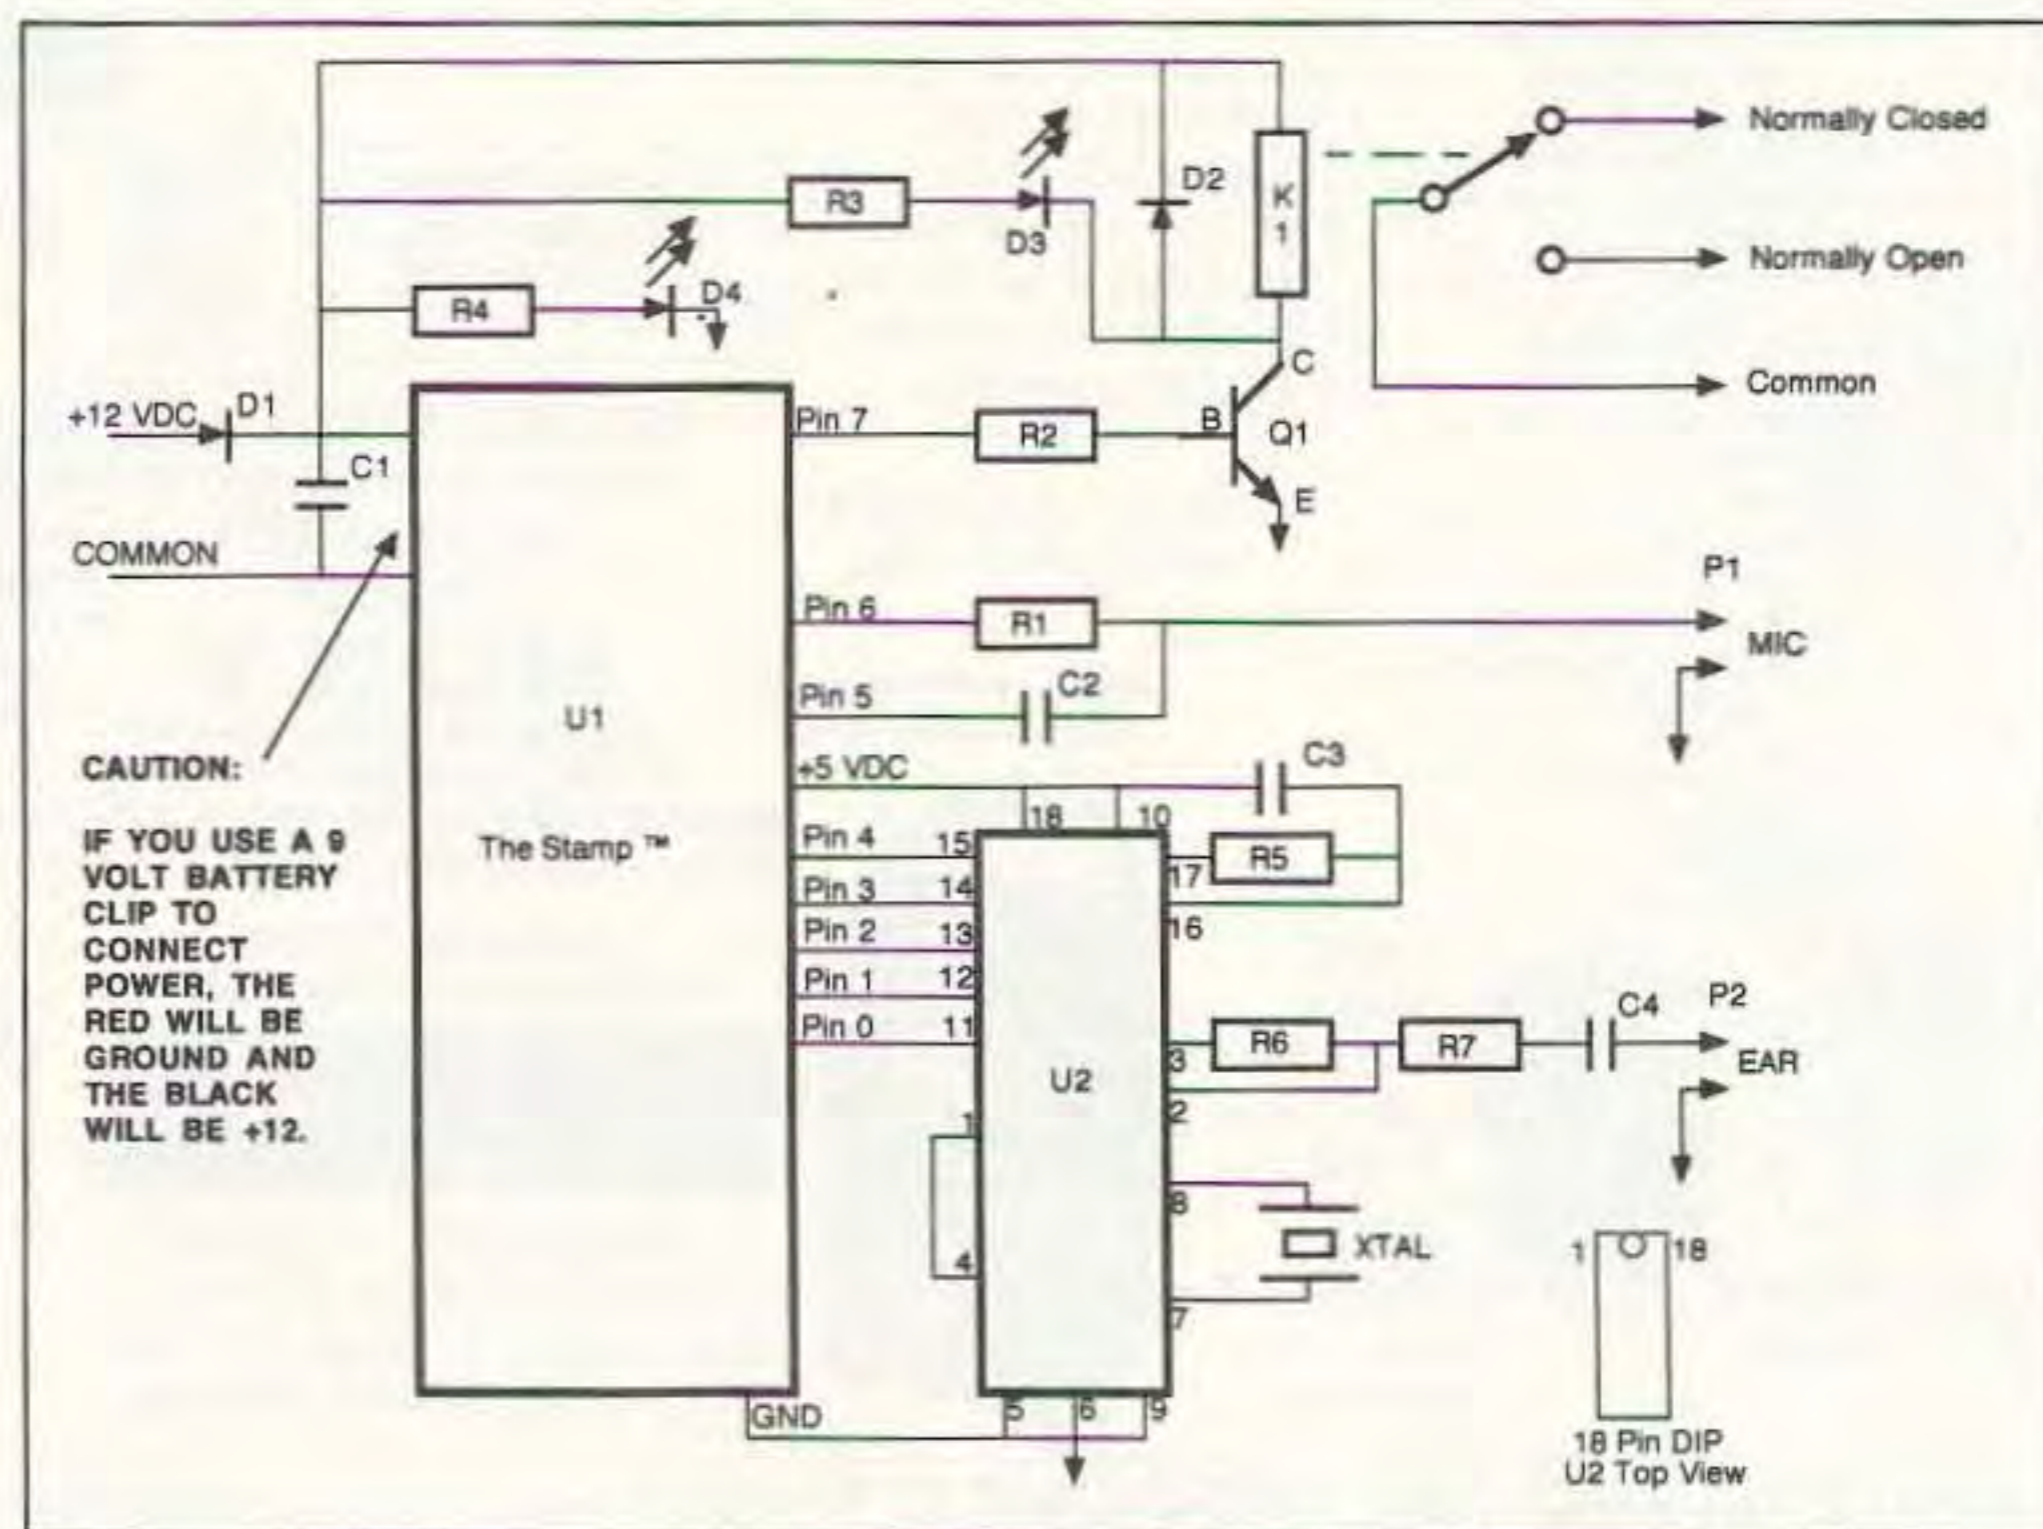 Normally Closed
D2
K
1
R3
D3
Normally Open
D4
R4
C
Common
+12 VDC
D1
Pin 7
R2
B
Q1
C1
E
COMMON
P1
Pin 6
R1
MIC
Pin 5
C2
U1
CAUTION:
+5 VDC
C3
18
10
IF YOU USE A 9
VOLT BATTERY
CLIP TO
CONNECT
POWER, THE
RED WILL BE
GROUND AND
THE BLACK
WILL BE +12.
The Stamp ™
Pin 4
15
R5
17
Pin 3
14
16
Pin 2
13
Pin 1
12
Pin 0
11
R6
3
R7
C4
P2
EAR
U2
2
1
8
XTAL
4
7
1
18
GND
5
6
9
18 Pin DIP
U2 Top View